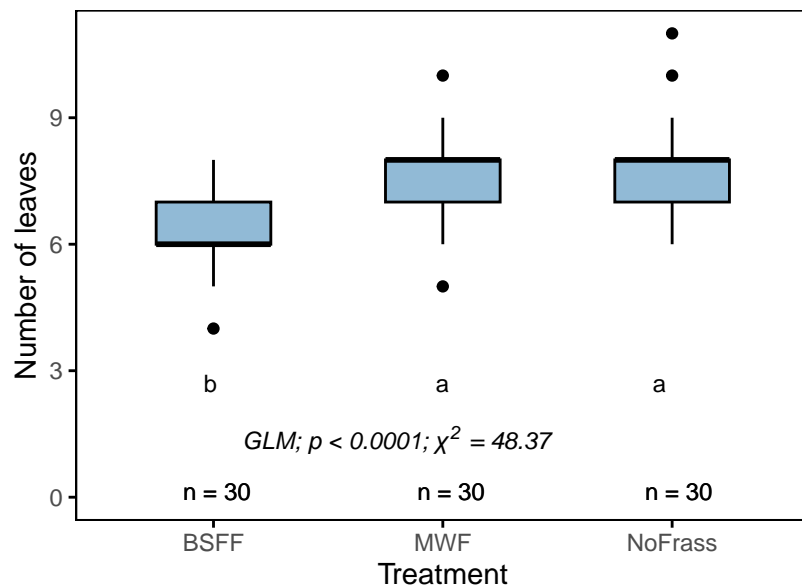 Number of leaves
9
6
3
0
b a a
GLM; p < 0.0001; χ² = 48.37
n = 30 n = 30 n = 30
BSFF MWF NoFrass
Treatment